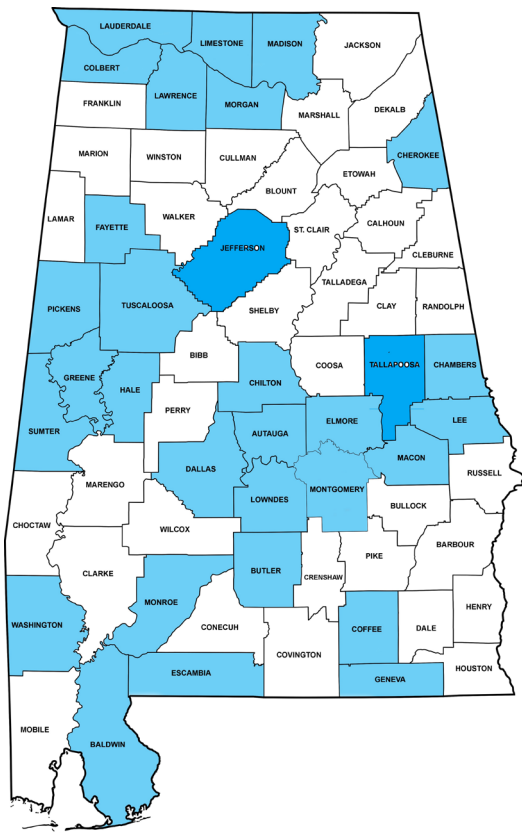 LAUDERDALE
LIMESTONE
MADISON
JACKSON
COLBERT
FRANKLIN
LAWRENCE
MORGAN
MARSHALL
DEKALB
CHEROKEE
MARION
WINSTON
CULLMAN
ETOWAH
BLOUNT
LAMAR
FAYETTE
WALKER
JEFFERSON
ST. CLAIR
CALHOUN
CLEBURNE
PICKENS
TUSCALOOSA
TALLADEGA
SHELBY
CLAY
RANDOLPH
BIBB
GREENE
HALE
CHILTON
COOSA
TALLAPOOSA
CHAMBERS
PERRY
SUMTER
AUTAUGA
ELMORE
LEE
MACON
DALLAS
MARENGO
LOWNDES
MONTGOMERY
RUSSELL
BULLOCK
CHOCTAW
WILCOX
BARBOUR
CLARKE
BUTLER
CRENSHAW
PIKE
MONROE
WASHINGTON
CONECUH
COFFEE
DALE
HENRY
COVINGTON
ESCAMBIA
GENEVA
HOUSTON
MOBILE
BALDWIN